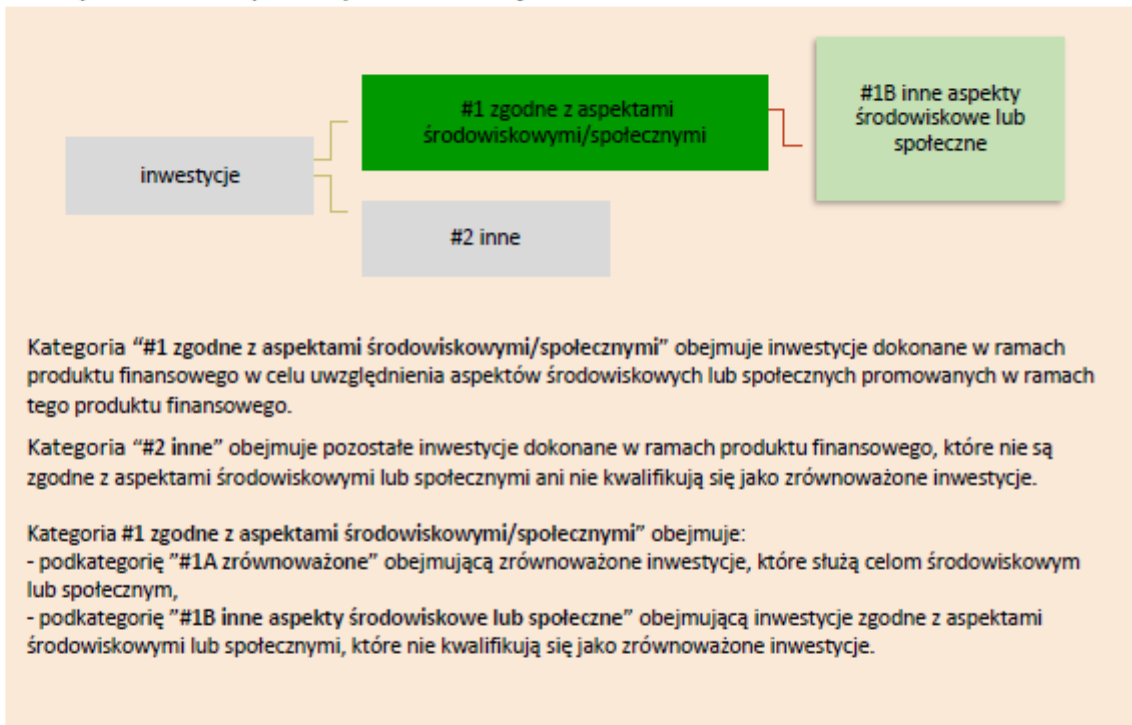 #1 zgodne z aspektami
środowiskowymi/społecznymi
#1B inne aspekty
środowiskowe lub
społeczne
inwestycje
#2 inne
Kategoria “#1 zgodne z aspektami środowiskowymi/społecznymi” obejmuje inwestycje dokonane w ramach
produktu finansowego w celu uwzględnienia aspektów środowiskowych lub społecznych promowanych w ramach
tego produktu finansowego.
Kategoria “#2 inne” obejmuje pozostałe inwestycje dokonane w ramach produktu finansowego, które nie są
zgodne z aspektami środowiskowymi lub społecznymi ani nie kwalifikują się jako zrównoważone inwestycje.
Kategoria #1 zgodne z aspektami środowiskowymi/społecznymi” obejmuje:
- podkategorię ”#1A zrównoważone” obejmującą zrównoważone inwestycje, które służą celom środowiskowym
lub społecznym,
- podkategorię ”#1B inne aspekty środowiskowe lub społeczne” obejmującą inwestycje zgodne z aspektami
środowiskowymi lub społecznymi, które nie kwalifikują się jako zrównoważone inwestycje.